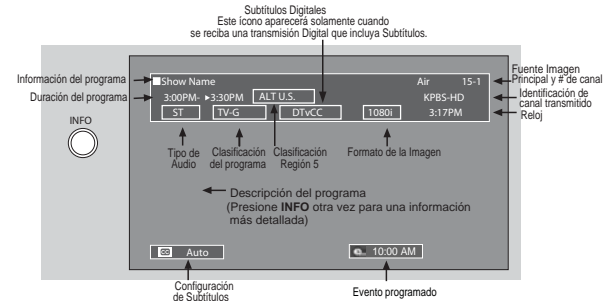 Subtítulos Digitales
Este ícono aparecerá solamente cuando
se reciba una transmisión Digital que incluya Subtítulos.
Información del programa
Show Name
Air 15-1
Fuente Imagen
Principal y # de canal
Duración del programa
3:00PM- ▸3:30PM
ALT U.S.
KPBS-HD
Identificación de
canal transmitido
ST
TV-G
DTvCC
1080i
3:17PM
Reloj
INFO
Tipo de
Audio
Clasificación
del programa
Clasificación
Región 5
Formato de la Imagen
Descripción del programa
(Presione INFO otra vez para una información
más detallada)
CC Auto
10:00 AM
Configuración
de Subtítulos
Evento programado